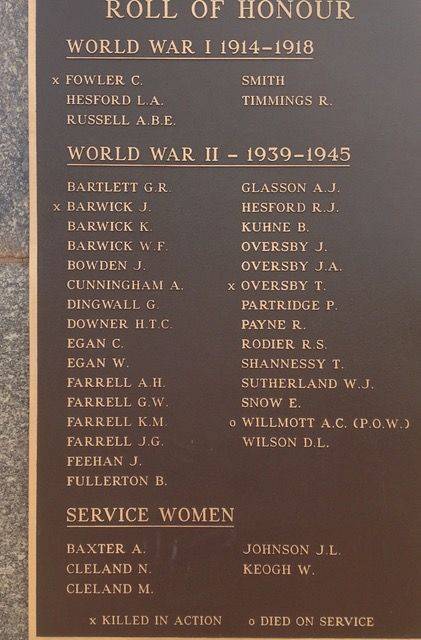 ROLL OF HONOUR
WORLD WAR I 1914-1918
x FOWLER C.
HESFORD L.A.
RUSSELL A.B.E.
SMITH
TIMMINGS R.
WORLD WAR II - 1939-1945
BARTLETT G.R.
x BARWICK J.
BARWICK K.
BARWICK W.F.
BOWDEN J.
CUNNINGHAM A.
DINGWALL G.
DOWNER H.T.C.
EGAN C.
EGAN W.
FARRELL A.H.
FARRELL G.W.
FARRELL K.M.
FARRELL J.G.
FEEHAN J.
FULLERTON B.
GLASSON A.J.
HESFORD R.J.
KUHNE B.
OVERSBY J.
OVERSBY J.A.
x OVERSBY T.
PARTRIDGE P.
PAYNE R.
RODIER R.S.
SHANNESSY T.
SUTHERLAND W.J.
SNOW E.
o WILLMOTT A.C. (P.O.W.)
WILSON D.L.
SERVICE WOMEN
BAXTER A.
CLELAND N.
CLELAND M.
JOHNSON J.L.
KEOGH W.
x KILLED IN ACTION o DIED ON SERVICE